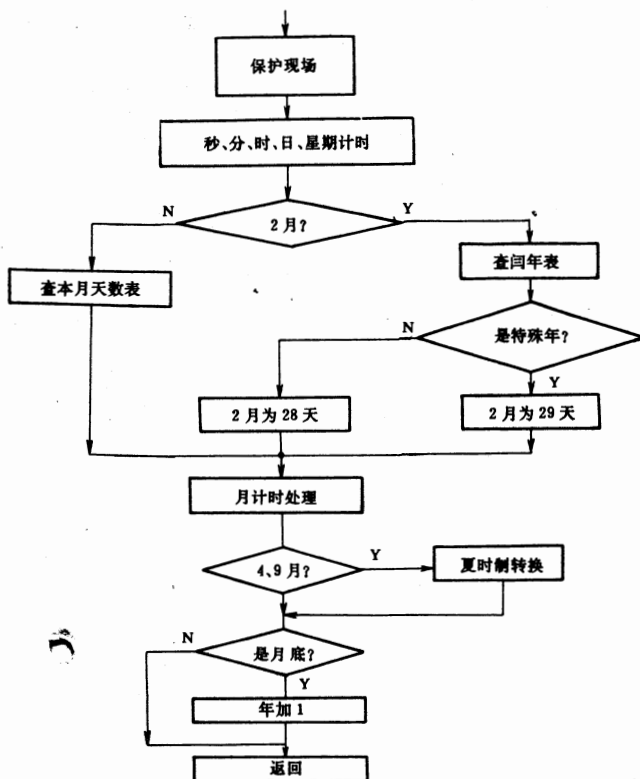 保护现场
秒、分、时、日、星期计时
N
2月?
Y
查本月天数表
查闰年表
N
是特殊年?
Y
2月为28天
2月为29天
月计时处理
4、9月?
Y
夏时制转换
N
是月底?
Y
年加1
返回